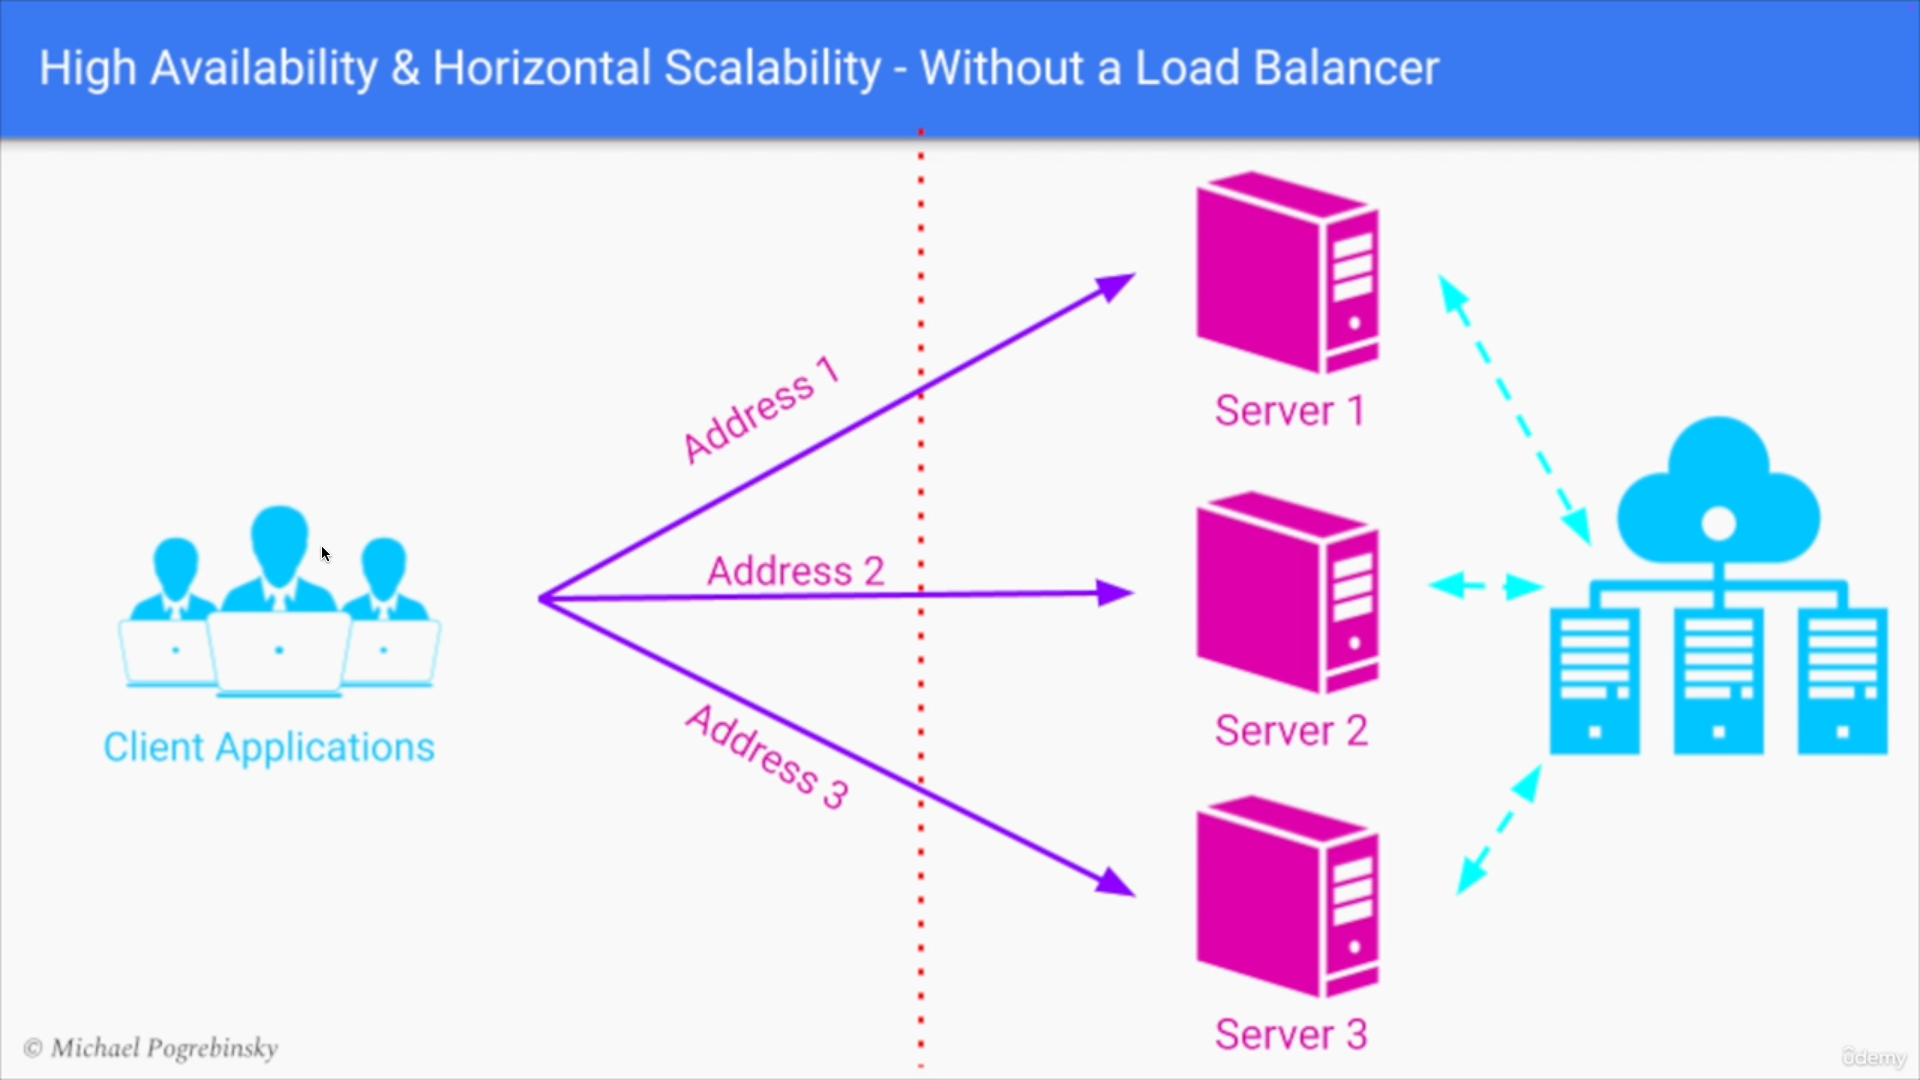 High Availability & Horizontal Scalability - Without a Load Balancer
Address 1
Server 1
Address 2
Server 2
Client Applications
Address 3
Server 3
© Michael Pogrebinsky
ûdemy